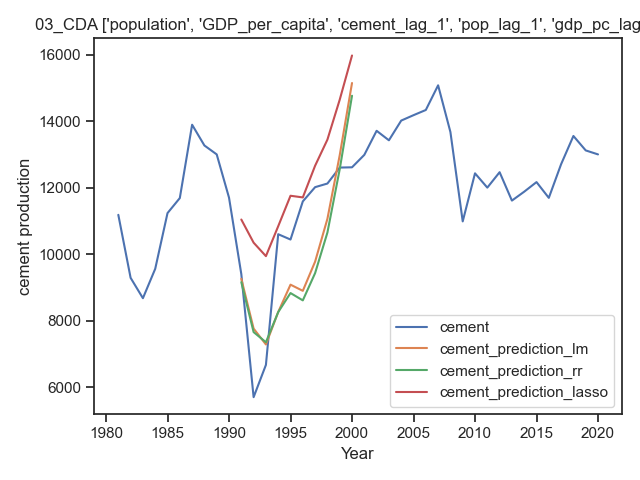 03_CDA ['population', 'GDP_per_capita', 'cement_lag_1', 'pop_lag_1', 'gdp_pc_lag
16000
14000
12000
10000
8000
6000
cement production
cement
cement_prediction_lm
cement_prediction_rr
cement_prediction_lasso
1980 1985 1990 1995 2000 2005 2010 2015 2020
Year